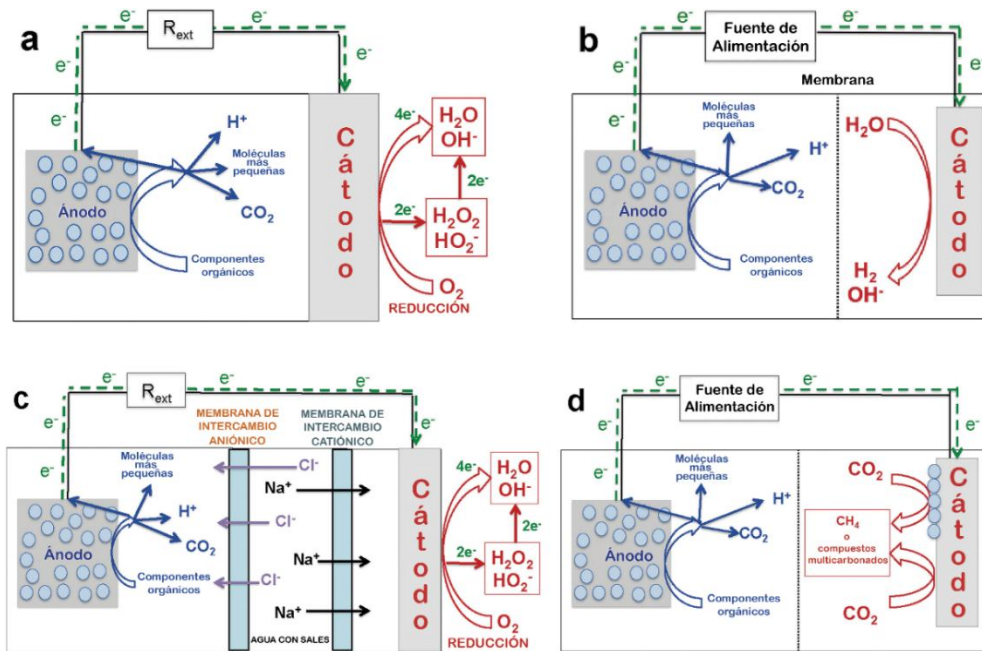 a
e⁻
R_ext
e⁻
e⁻
e⁻
H⁺
Moléculas
más
pequeñas
CO₂
Ánodo
Componentes
orgánicos
Cátodo
4e⁻
H₂O
OH⁻
2e⁻
2e⁻
H₂O₂
HO₂⁻
O₂
REDUCCIÓN
b
e⁻
Fuente de
Alimentación
e⁻
e⁻
e⁻
Membrana
Moléculas
más
pequeñas
H⁺
CO₂
Ánodo
Componentes
orgánicos
H₂O
H₂
OH⁻
Cátodo
c
e⁻
R_ext
e⁻
e⁻
e⁻
e⁻
MEMBRANA DE
INTERCAMBIO
ANIÓNICO
MEMBRANA DE
INTERCAMBIO
CATIÓNICO
Moléculas
más
pequeñas
H⁺
CO₂
Ánodo
Componentes
orgánicos
Cl⁻
Na⁺
Cl⁻
Na⁺
Cl⁻
Na⁺
AGUA CON SALES
Cátodo
4e⁻
H₂O
OH⁻
2e⁻
2e⁻
H₂O₂
HO₂⁻
O₂
REDUCCIÓN
d
e⁻
Fuente de
Alimentación
e⁻
e⁻
e⁻
Moléculas
más
pequeñas
H⁺
CO₂
Ánodo
Componentes
orgánicos
CO₂
CH₄
o
compuestos
multicarbonados
CO₂
Cátodo